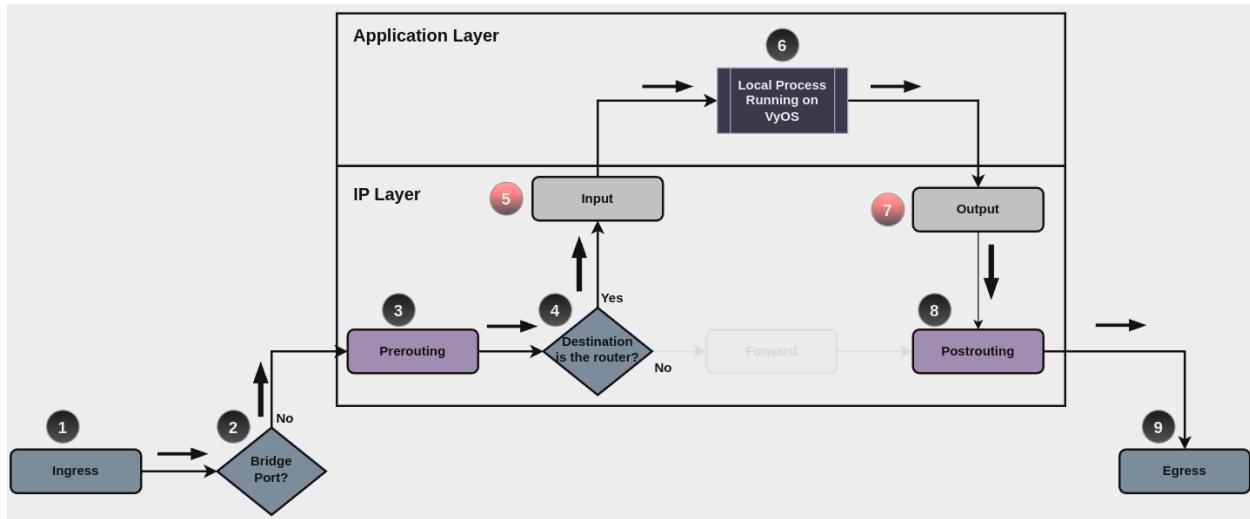 Application Layer
6
Local Process
Running on
VyOS
IP Layer
5
Input
7
Output
3
Prerouting
4
Yes
Destination
is the router?
No
Forward
8
Postrouting
1
Ingress
2
No
Bridge
Port?
9
Egress